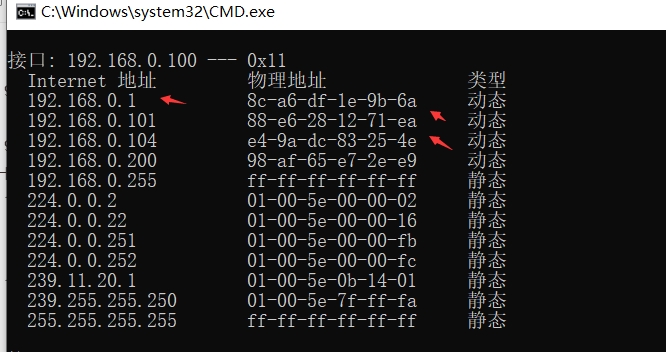 C:\Windows\system32\CMD.exe
接口: 192.168.0.100 --- 0x11
Internet 地址 物理地址 类型
192.168.0.1 8c-a6-df-1e-9b-6a 动态
192.168.0.101 88-e6-28-12-71-ea 动态
192.168.0.104 e4-9a-dc-83-25-4e 动态
192.168.0.200 98-af-65-e7-2e-e9 动态
192.168.0.255 ff-ff-ff-ff-ff-ff 静态
224.0.0.2 01-00-5e-00-00-02 静态
224.0.0.22 01-00-5e-00-00-16 静态
224.0.0.251 01-00-5e-00-00-fb 静态
224.0.0.252 01-00-5e-00-00-fc 静态
239.11.20.1 01-00-5e-0b-14-01 静态
239.255.255.250 01-00-5e-7f-ff-fa 静态
255.255.255.255 ff-ff-ff-ff-ff-ff 静态